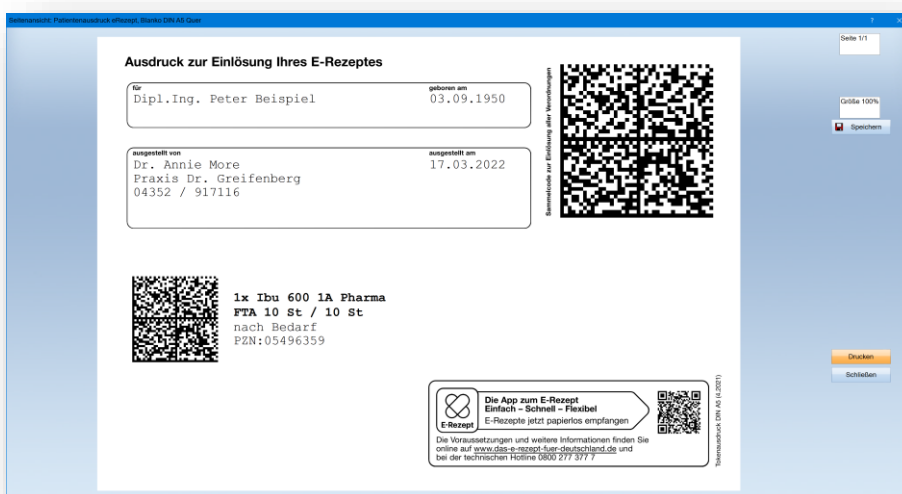 Seitenansicht: Patientenausdruck eRezept, Blanko DIN A5 Quer
?
Seite 1/1
Größe 100%
Speichern
Ausdruck zur Einlösung Ihres E-Rezeptes
für
geboren am
Dipl.Ing. Peter Beispiel
03.09.1950
ausgestellt von
ausgestellt am
Dr. Annie More
17.03.2022
Praxis Dr. Greifenberg
04352 / 917116
Sammelcode zur Einlösung aller Verordnungen
1x Ibu 600 1A Pharma
FTA 10 St / 10 St
nach Bedarf
PZN:05496359
Drucken
Schließen
E-Rezept
Die App zum E-Rezept
Einfach – Schnell – Flexibel
E-Rezepte jetzt papierlos empfangen
Die Voraussetzungen und weitere Informationen finden Sie
online auf www.das-e-rezept-fuer-deutschland.de und
bei der technischen Hotline 0800 277 377 7
Tokenausdruck DIN A5 (4.2021)